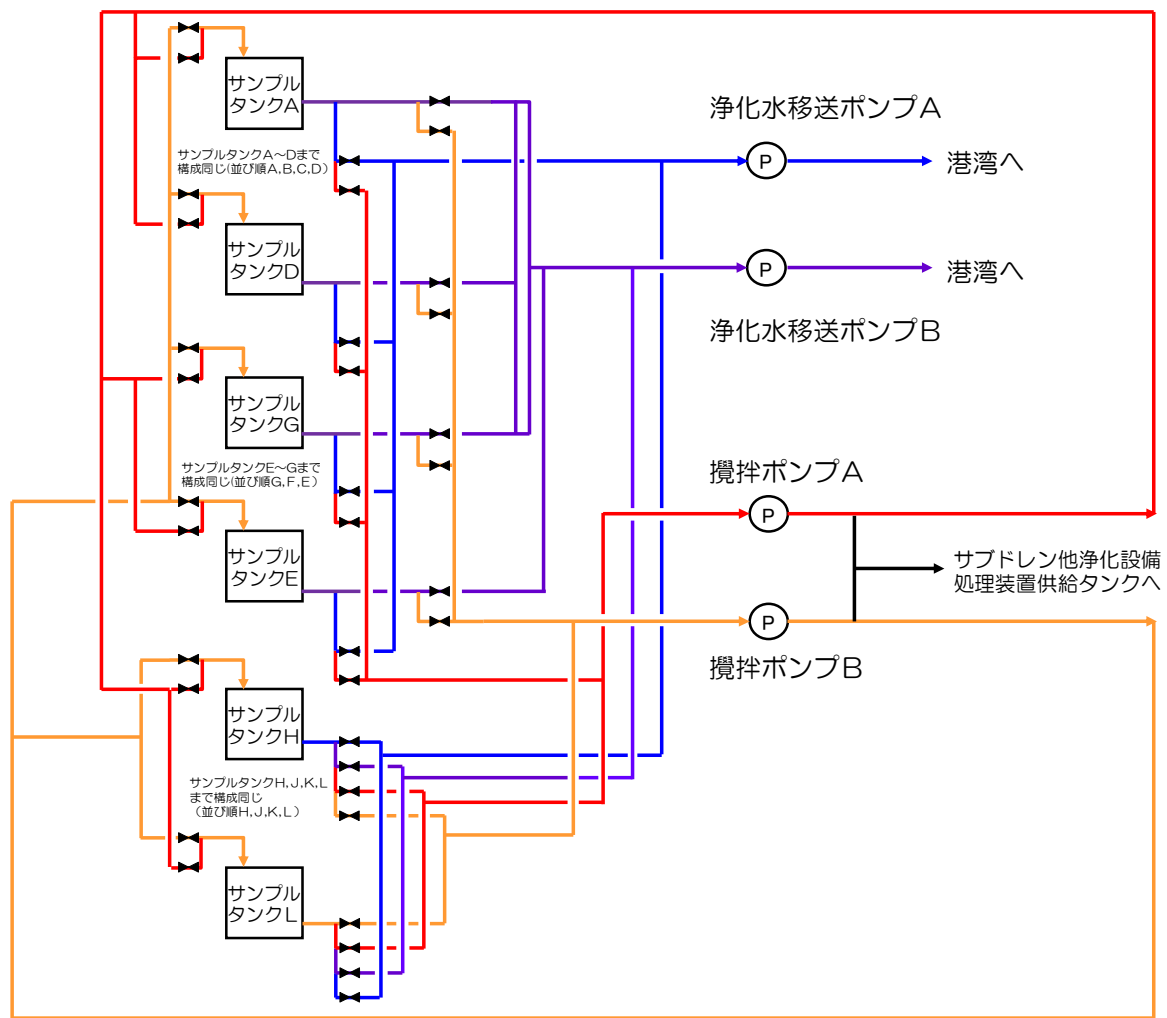 サンプル
タンクA
浄化水移送ポンプA
サンプルタンクA～Dまで
構成同じ(並び順A,B,C,D)
P
港湾へ
サンプル
タンクD
P
港湾へ
浄化水移送ポンプB
サンプル
タンクG
サンプルタンクE～Gまで
構成同じ(並び順G,F,E)
攪拌ポンプA
P
サンプル
タンクE
サブドレン他浄化設備
処理装置供給タンクへ
P
攪拌ポンプB
サンプル
タンクH
サンプルタンクH,J,K,L
まで構成同じ
（並び順H,J,K,L）
サンプル
タンクL